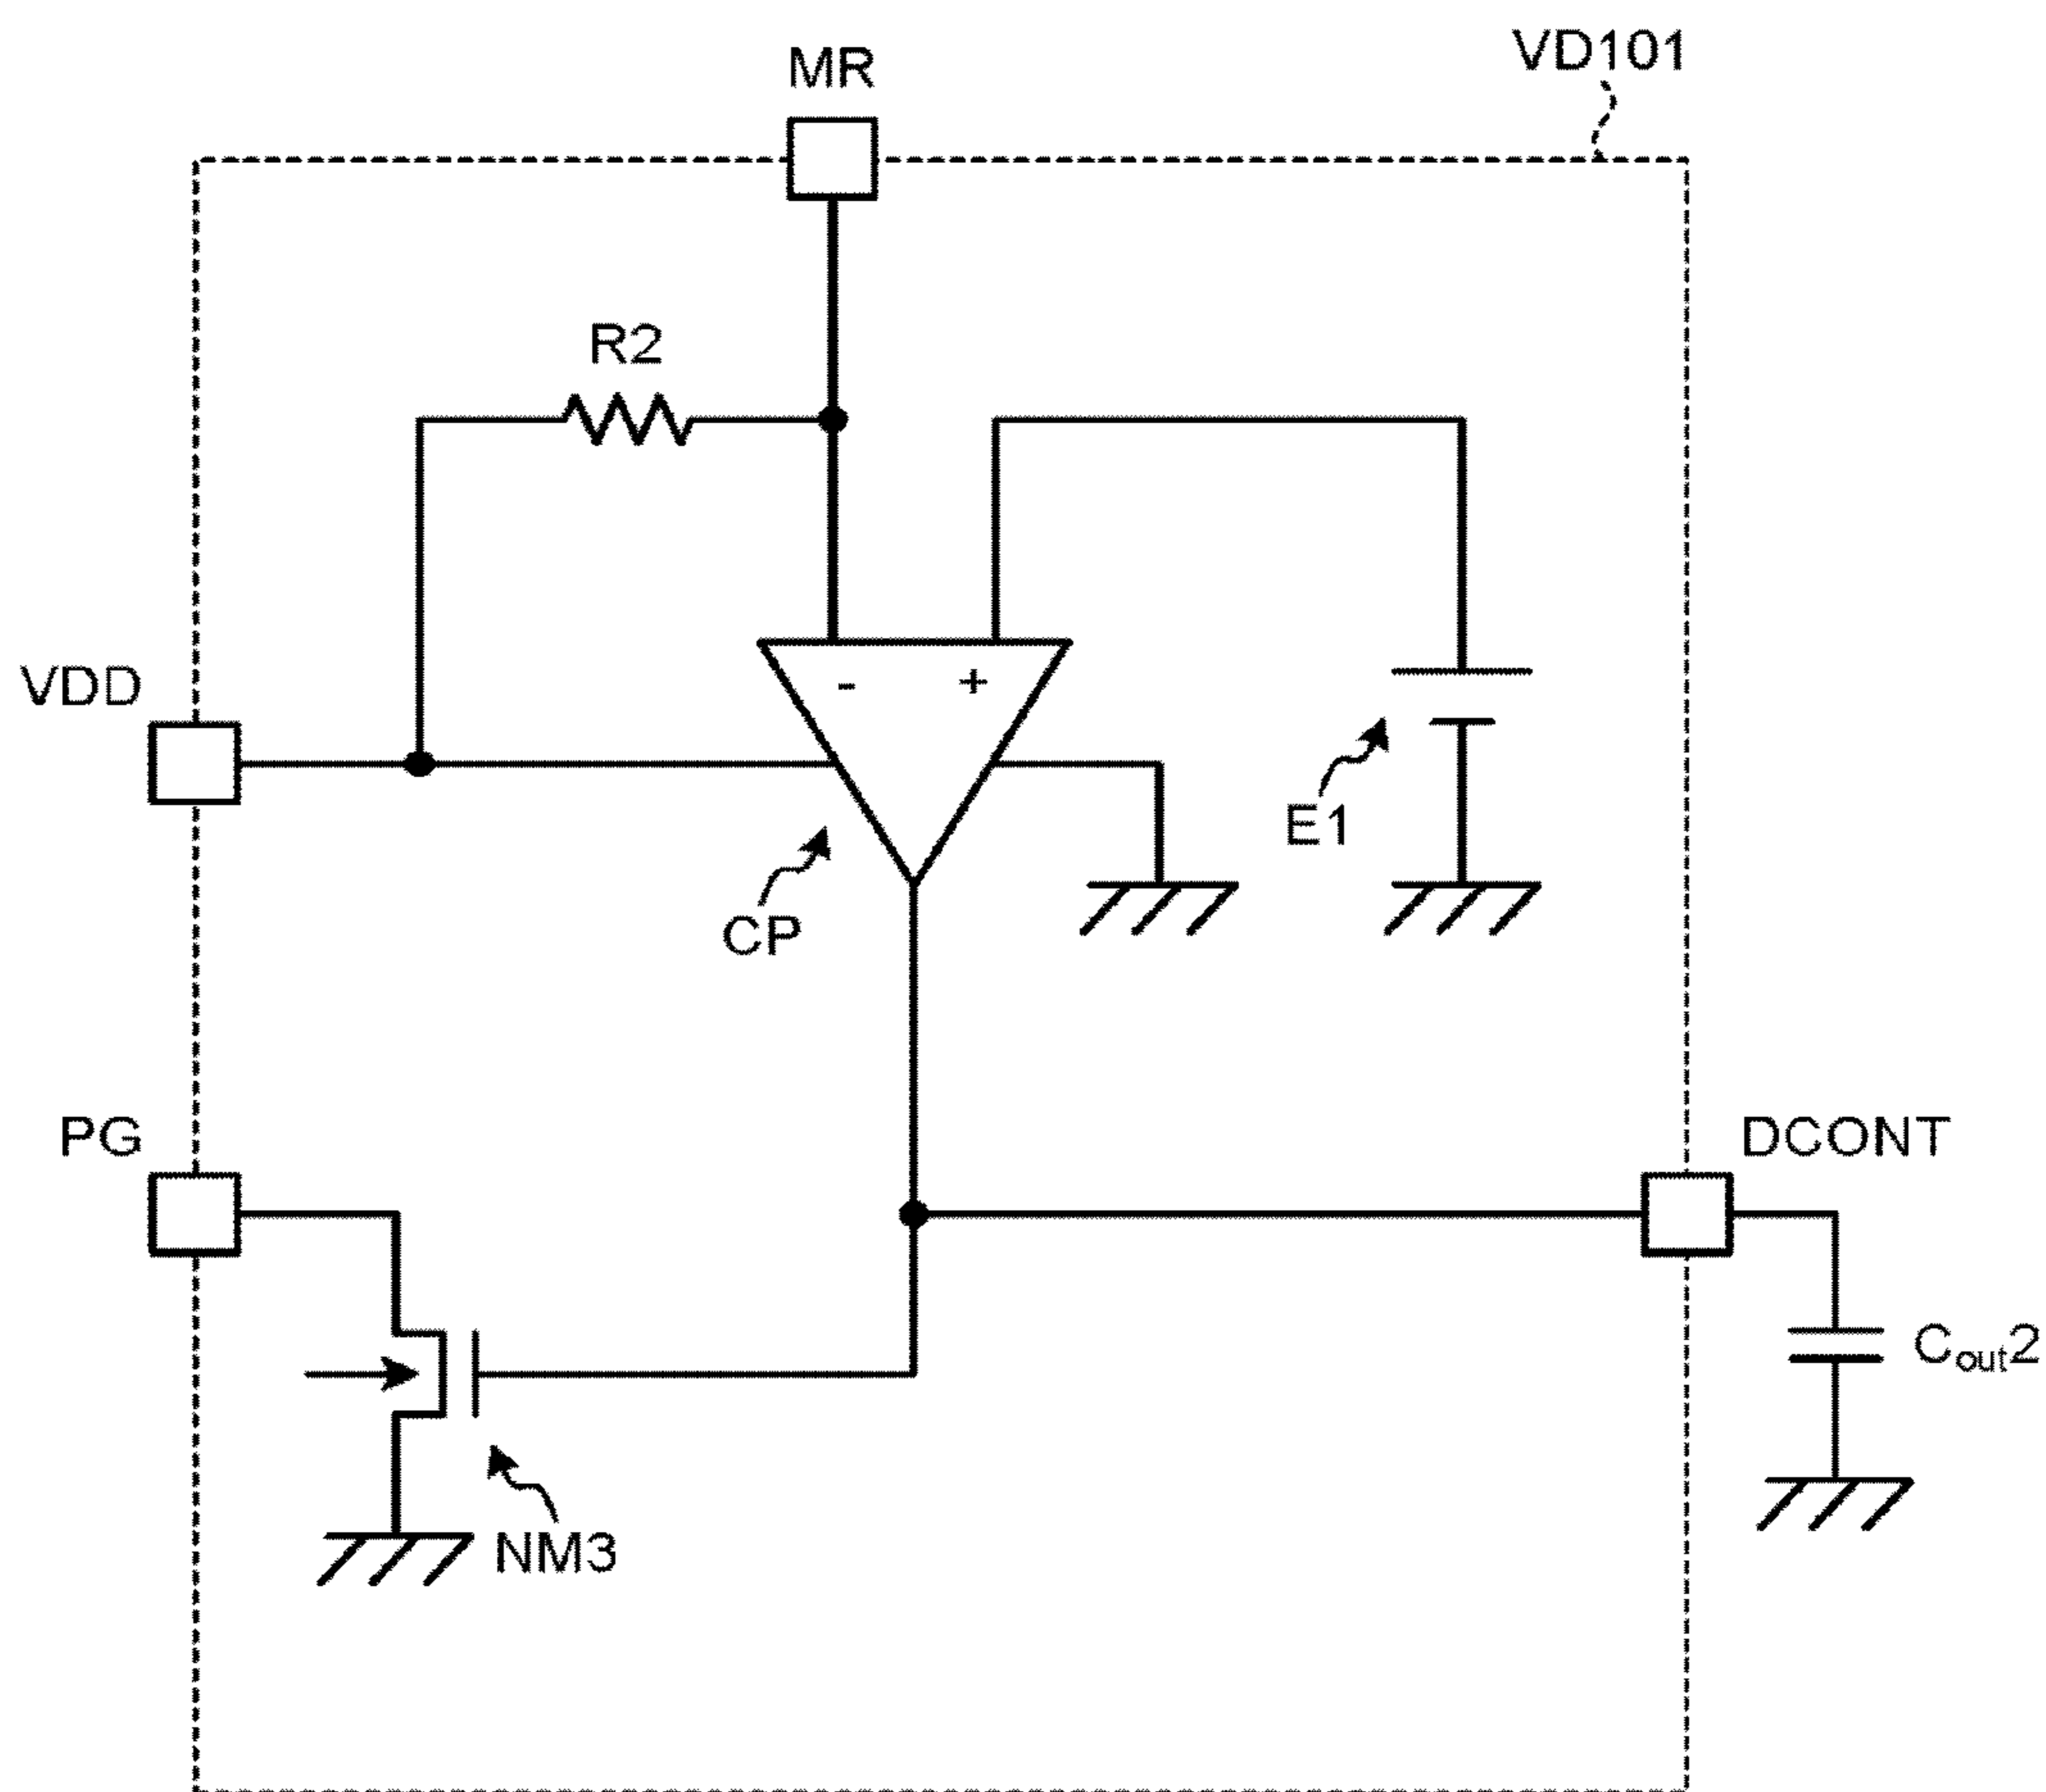 VD101
MR
R2
VDD
- +
E1
CP
PG
DCONT
Cout2
NM3